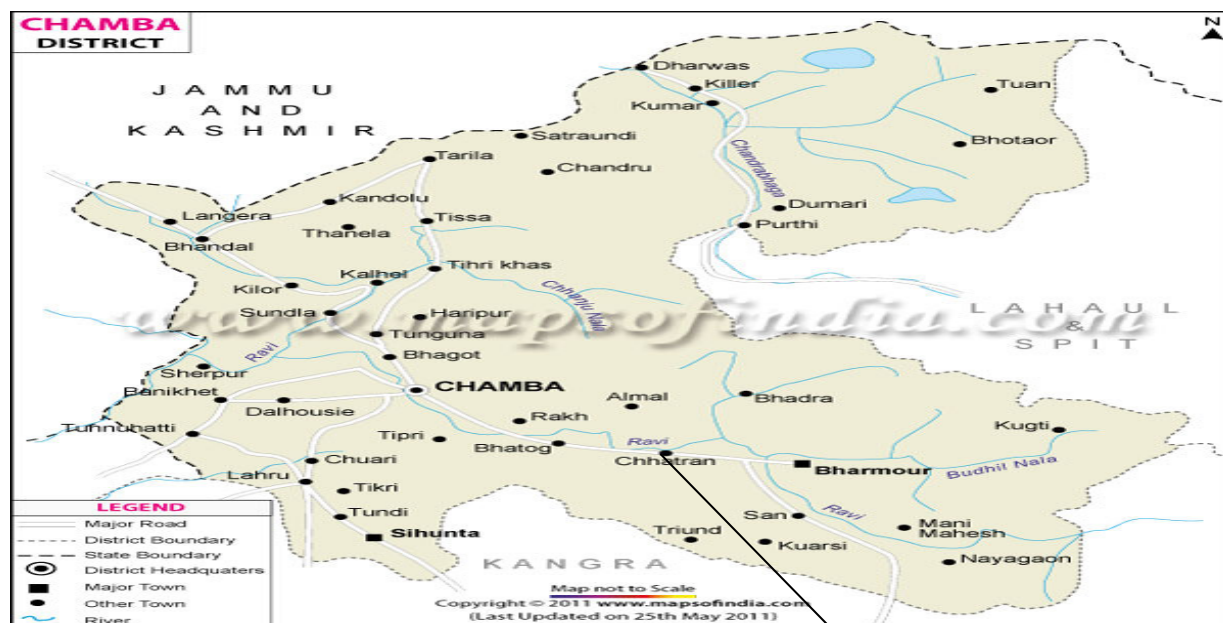 CHAMBA
DISTRICT
N
JAMMU
AND
KASHMIR
Dharwas
Killer
Kumar
Tuan
Satraundi
Bhotaor
Tarila
Chandru
Chandrabhaga
Kandolu
Dumari
Langera
Tissa
Thanela
Purthi
Bhandal
Tihri khas
Kalhel
Kilor
Chhanju Nala
Sundla
Haripur
LAHAUL
&
SPIT
www.mapsofindia.com
Tunguna
Ravi
Bhagot
Sherpur
Banikhet
CHAMBA
Dalhousie
Almal
Bhadra
Rakh
Kugti
Tunnuhatti
Tipri
Bhatog
Ravi
Chhatran
Chuari
Bharmour
Budhil Nala
Lahru
Tikri
Tundi
San
Ravi
Mani
Mahesh
Sihunta
Triund
Kuarsi
Nayagaon
KANGRA
LEGEND
Major Road
District Boundary
State Boundary
District Headquaters
Major Town
Other Town
River
Map not to Scale
Copyright © 2011 www.mapsofindia.com
(Last Updated on 25th May 2011)